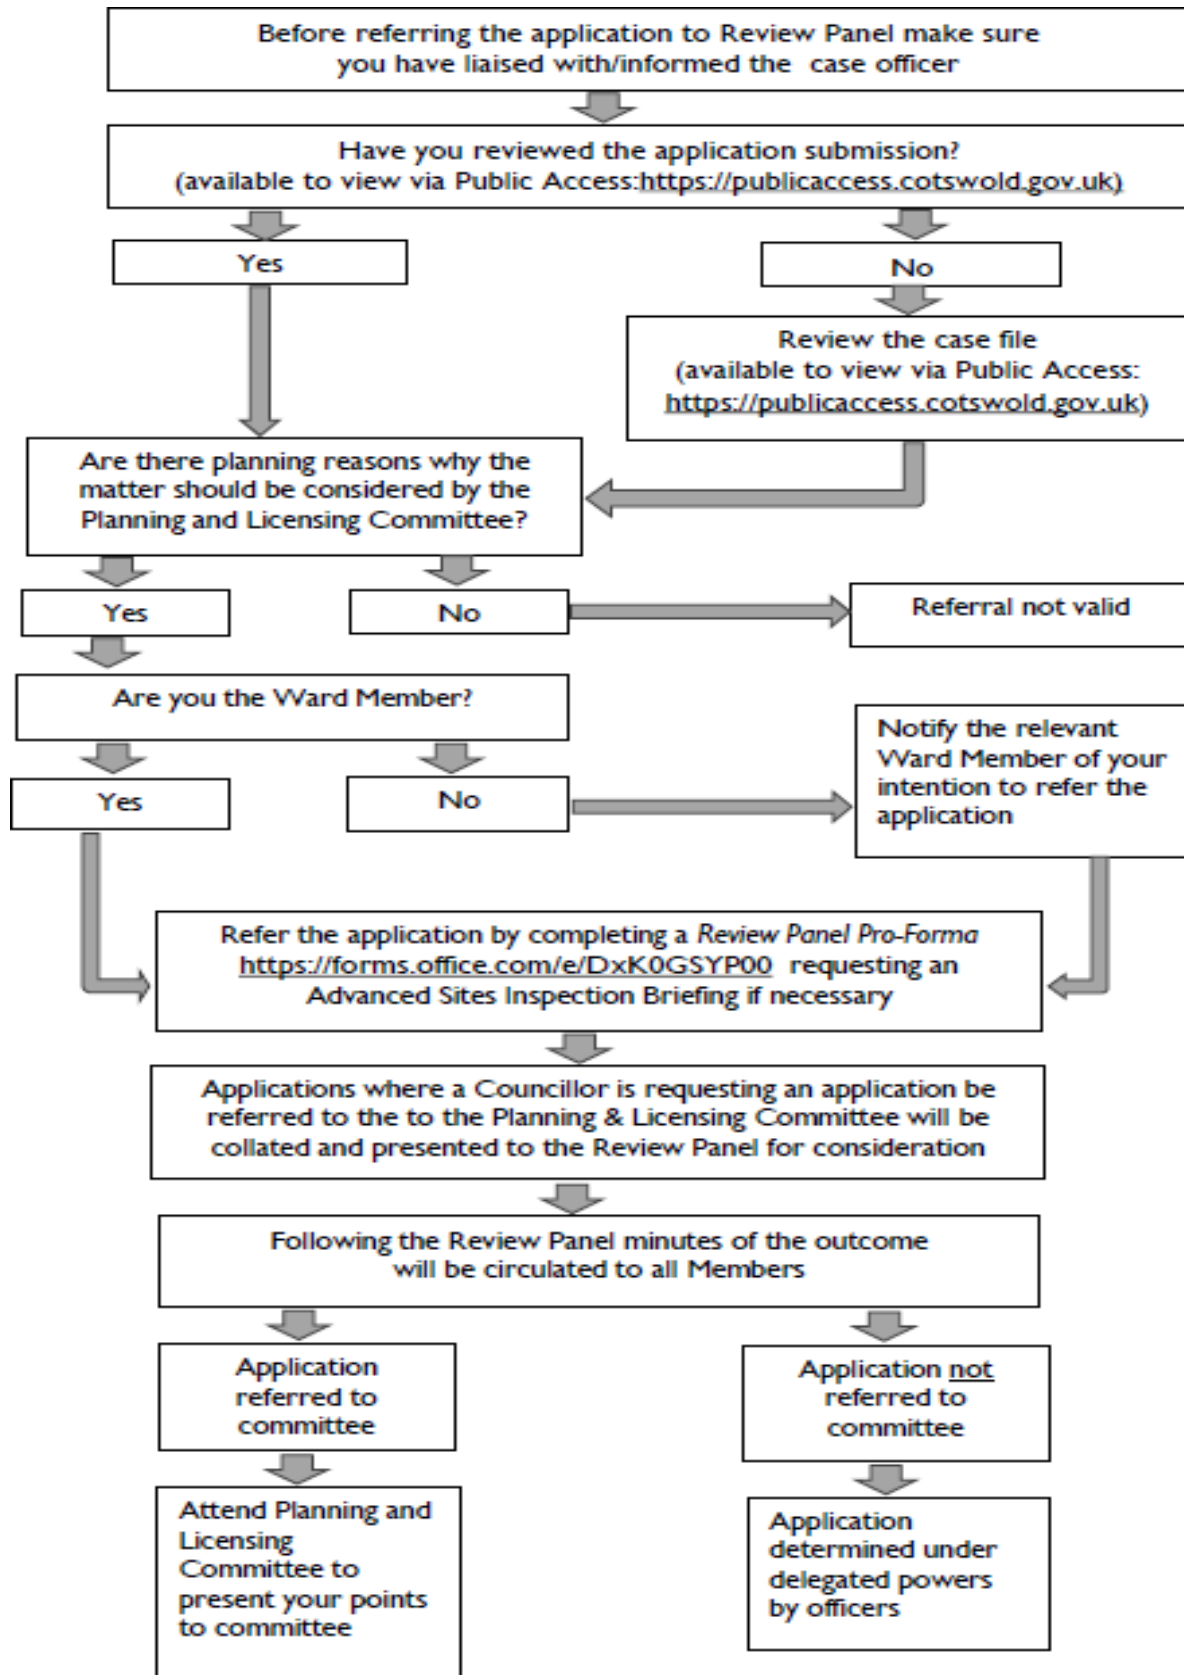 Before referring the application to Review Panel make sure
you have liaised with/informed the case officer
Have you reviewed the application submission?
(available to view via Public Access:https://publicaccess.cotswold.gov.uk)
Yes
No
Review the case file
(available to view via Public Access:
https://publicaccess.cotswold.gov.uk)
Are there planning reasons why the
matter should be considered by the
Planning and Licensing Committee?
Yes
No
Referral not valid
Are you the Ward Member?
Yes
No
Notify the relevant
Ward Member of your
intention to refer the
application
Refer the application by completing a Review Panel Pro-Forma
https://forms.office.com/e/DxK0GSYP00 requesting an
Advanced Sites Inspection Briefing if necessary
Applications where a Councillor is requesting an application be
referred to the to the Planning & Licensing Committee will be
collated and presented to the Review Panel for consideration
Following the Review Panel minutes of the outcome
will be circulated to all Members
Application
referred to
committee
Application not
referred to
committee
Attend Planning and
Licensing
Committee to
present your points
to committee
Application
determined under
delegated powers
by officers